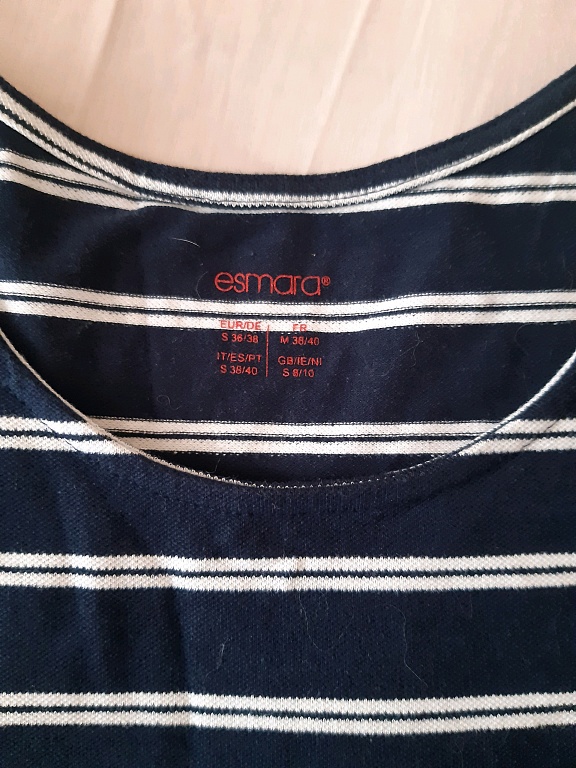 esmara®
EUR/DE
S 36/38
FR
M 38/40
IT/ES/PT
S 38/40
GB/IE/NI
S 8/10